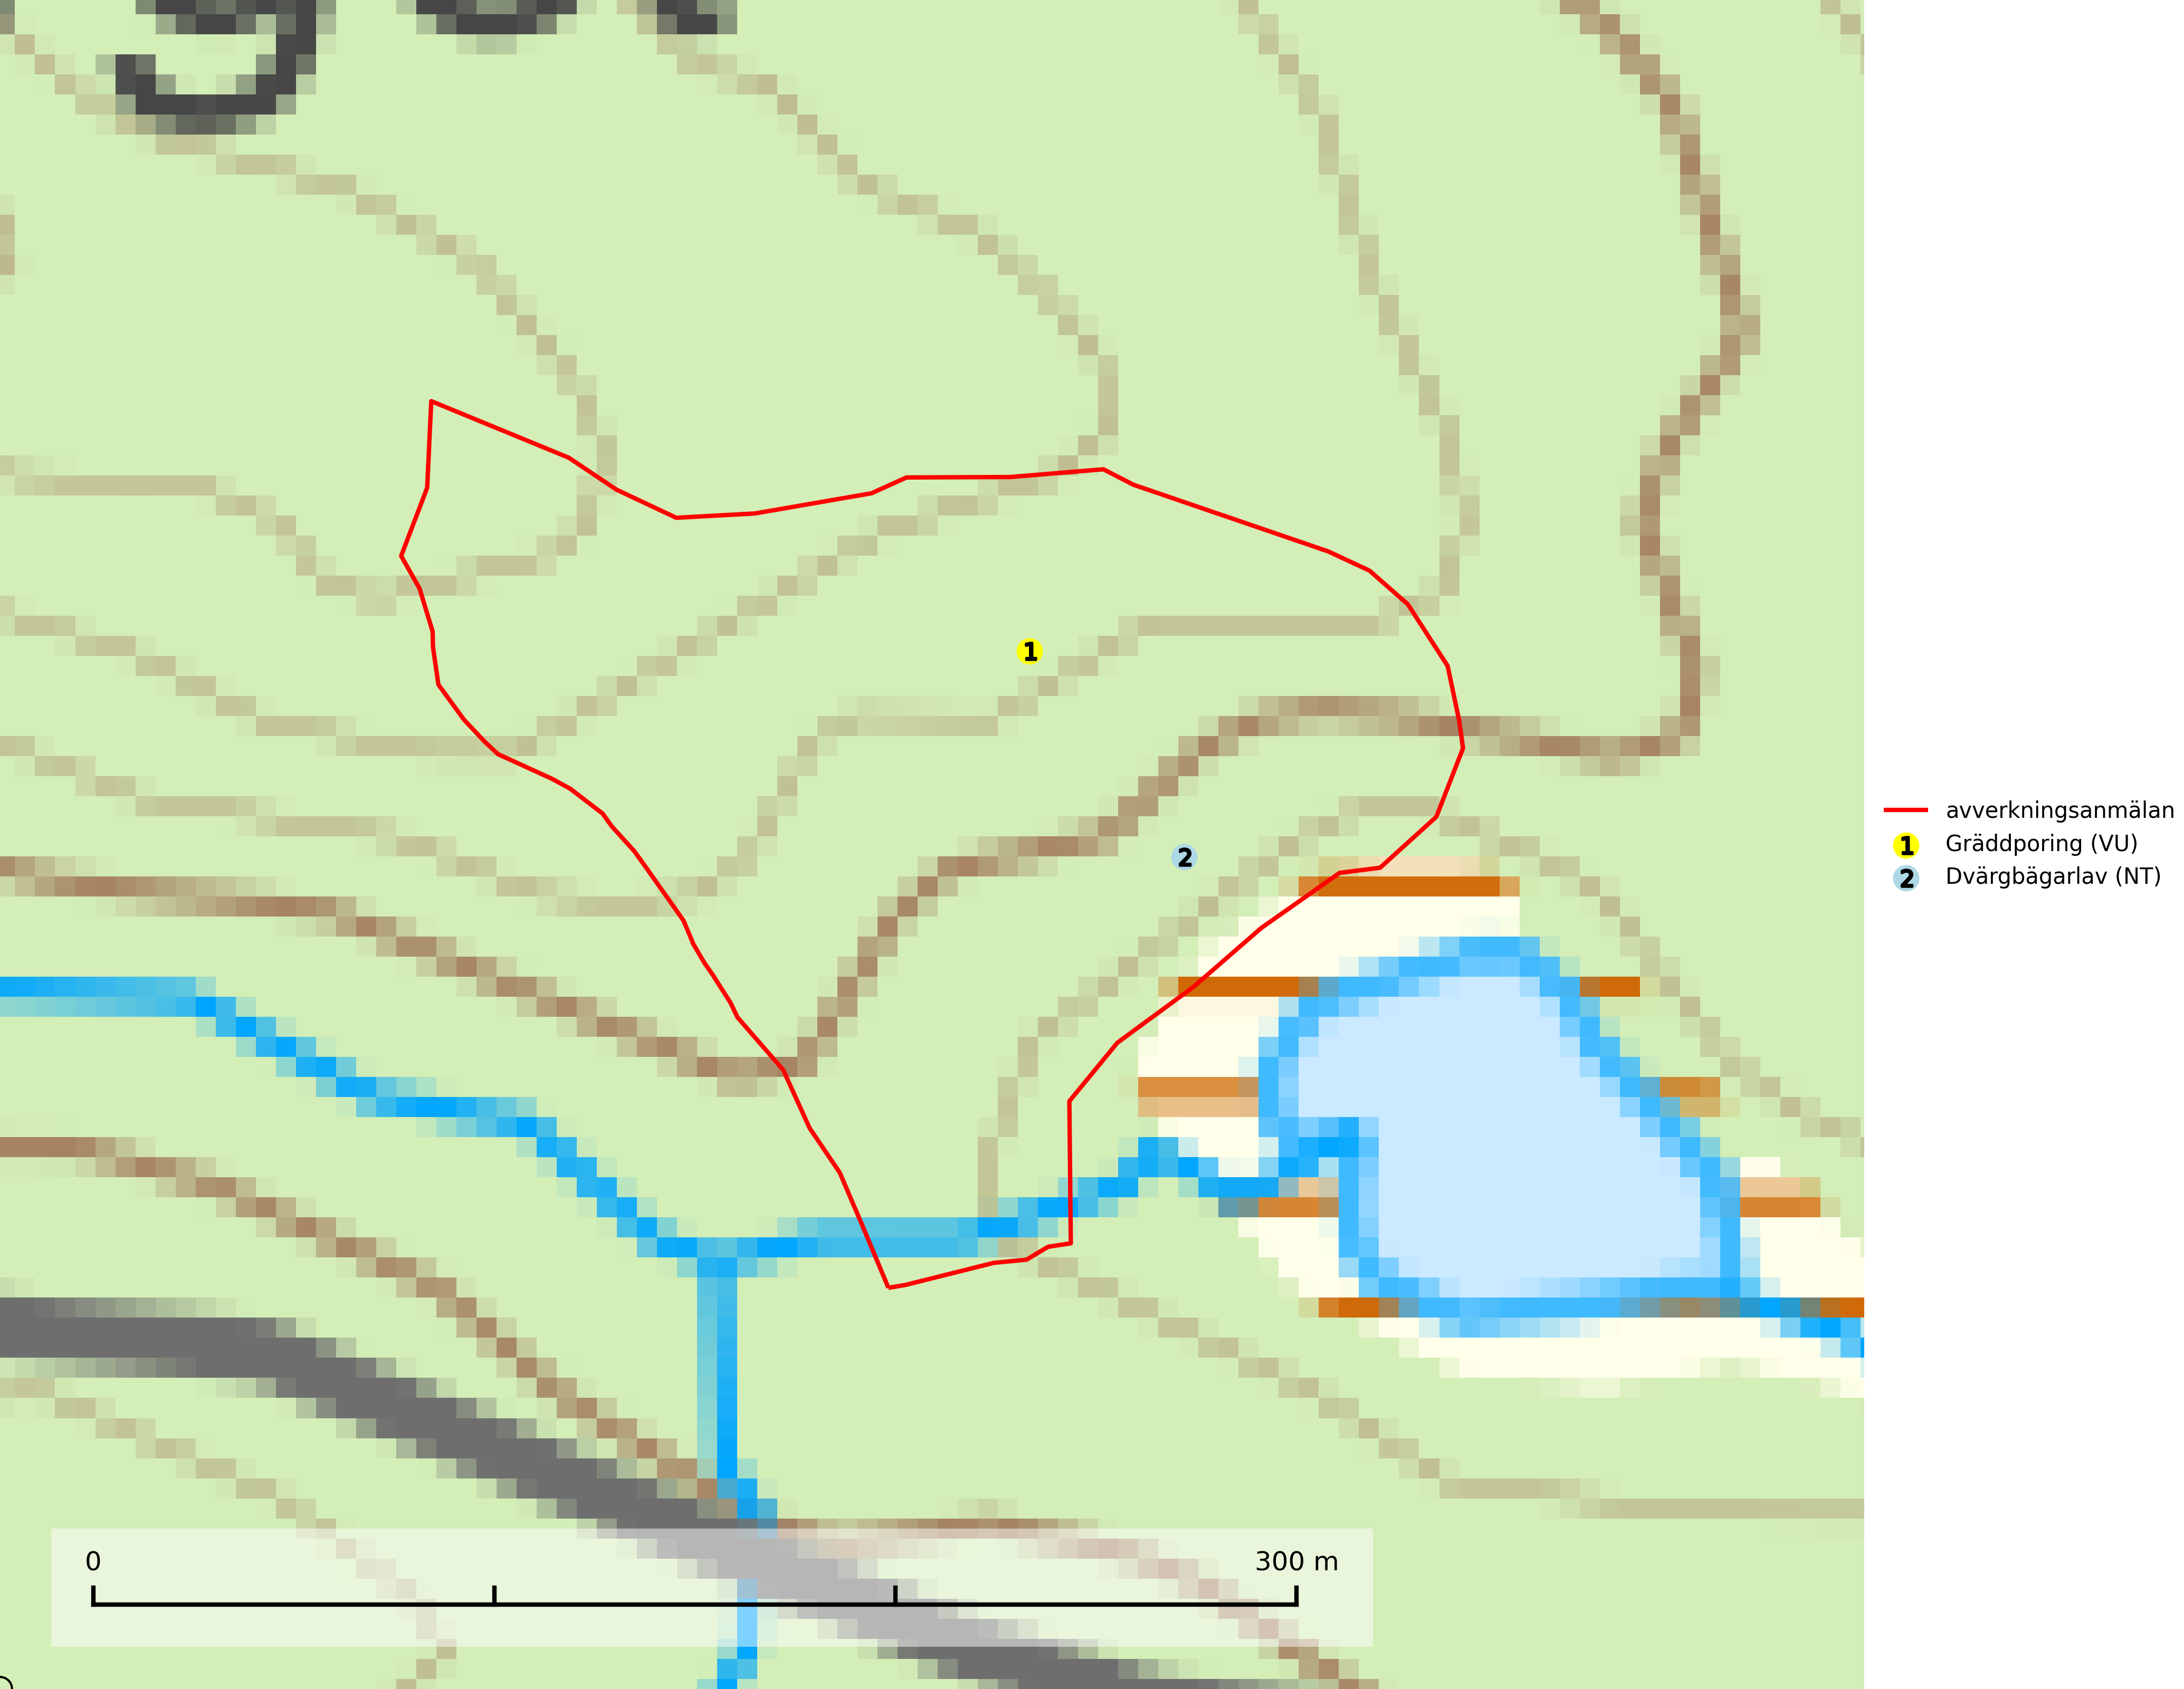 1
2
avverkningsanmälan
1 Gräddporing (VU)
2 Dvärgbägarlav (NT)
0 300 m